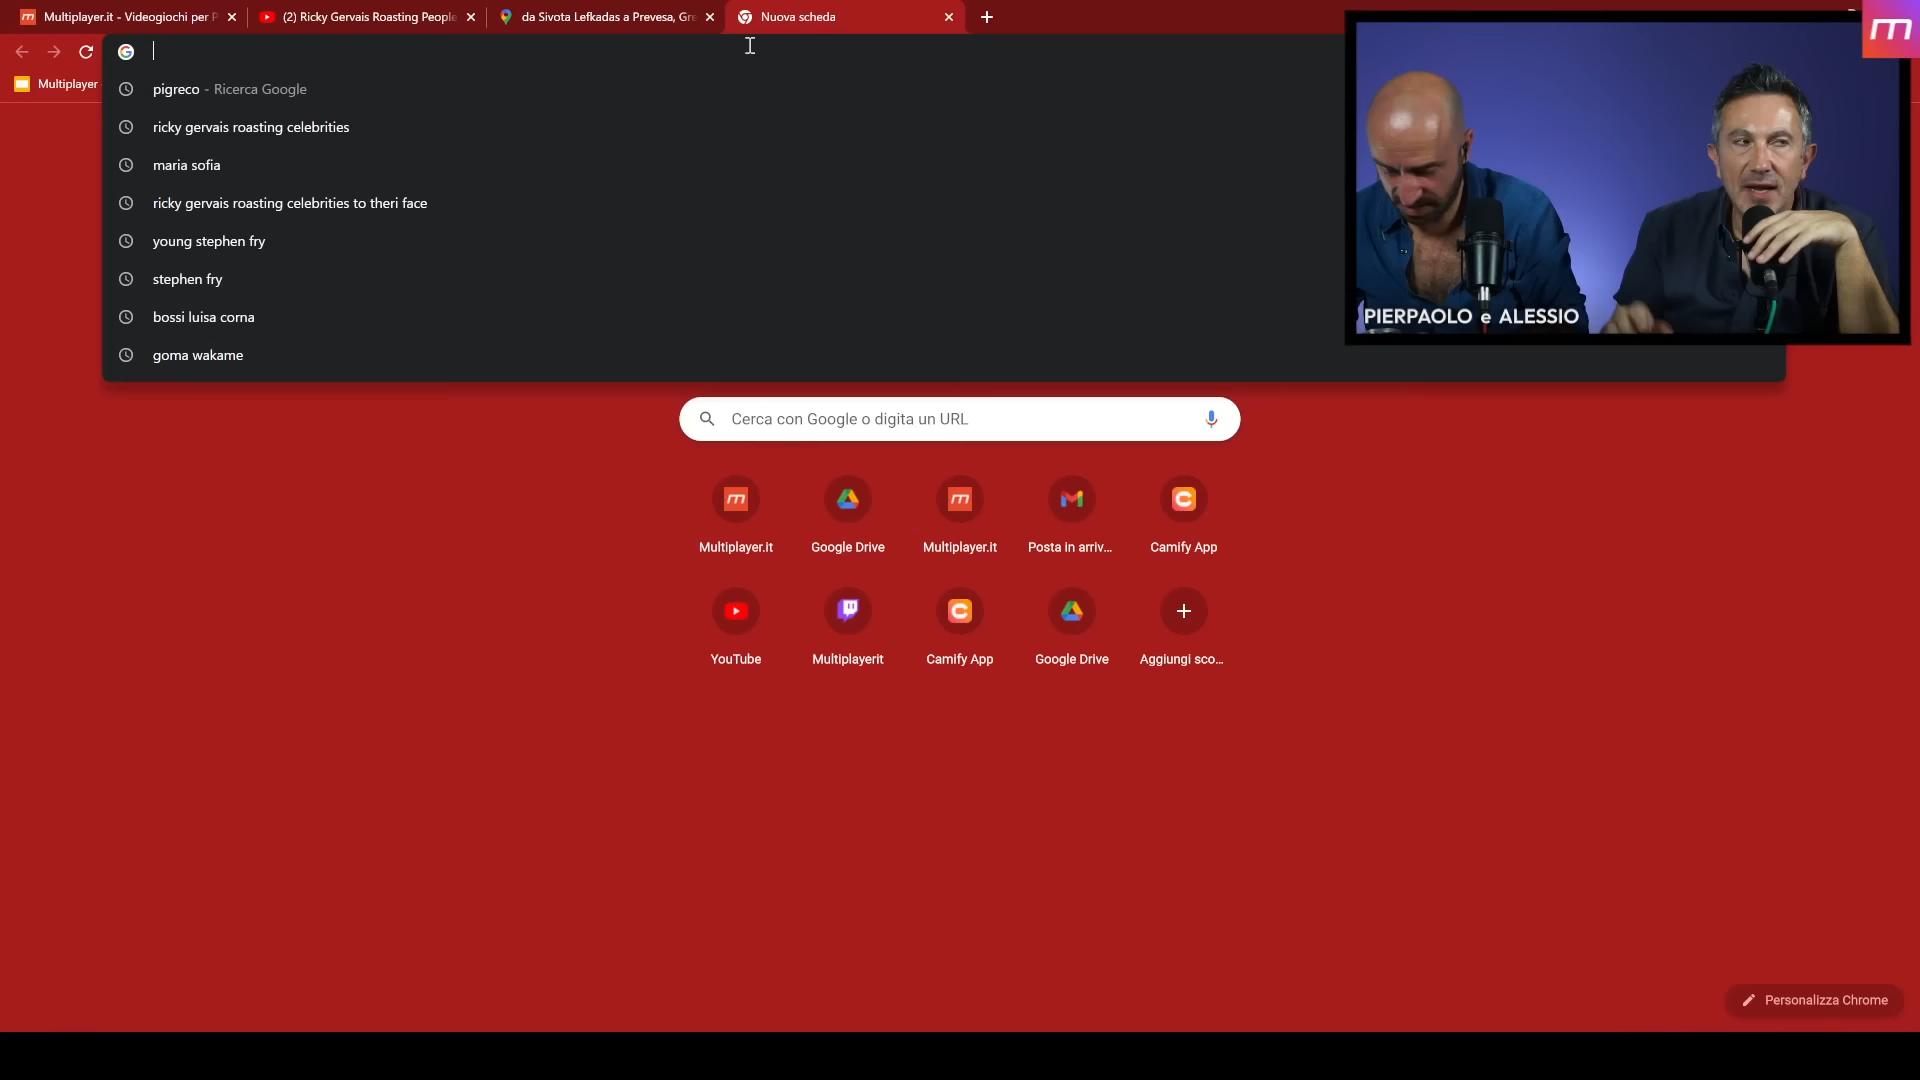 Multiplayer.it - Videogiochi per P
(2) Ricky Gervais Roasting People
da Sivota Lefkadas a Prevesa, Gre
Nuova scheda
Multiplayer
pigreco - Ricerca Google
ricky gervais roasting celebrities
maria sofia
ricky gervais roasting celebrities to theri face
young stephen fry
stephen fry
bossi luisa corna
goma wakame
PIERPAOLO e ALESSIO
Cerca con Google o digita un URL
Multiplayer.it
Google Drive
Multiplayer.it
Posta in arriv...
Camify App
YouTube
Multiplayerit
Camify App
Google Drive
Aggiungi sco...
Personalizza Chrome